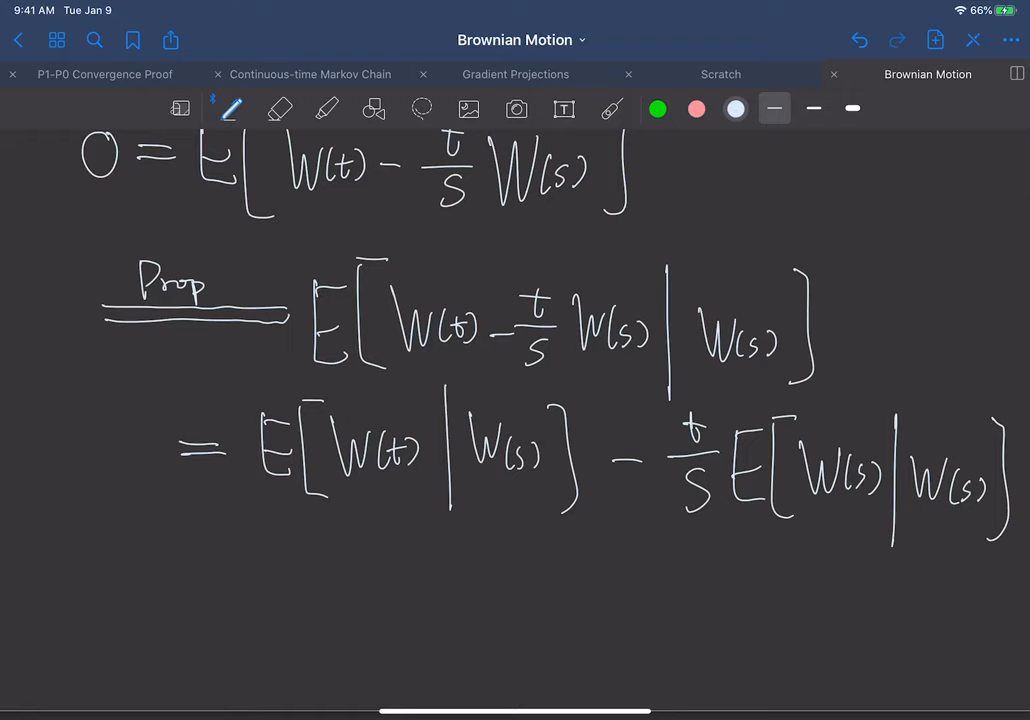 9:41 AM Tue Jan 9 66%
Brownian Motion
P1-P0 Convergence Proof Continuous-time Markov Chain Gradient Projections Scratch Brownian Motion
0 = E[ W(t) - t/s W(s) ]
Prop E[ W(t) - t/s W(s) | W(s) ]
= E[ W(t) | W(s) ] - t/s E[ W(s) | W(s) ]